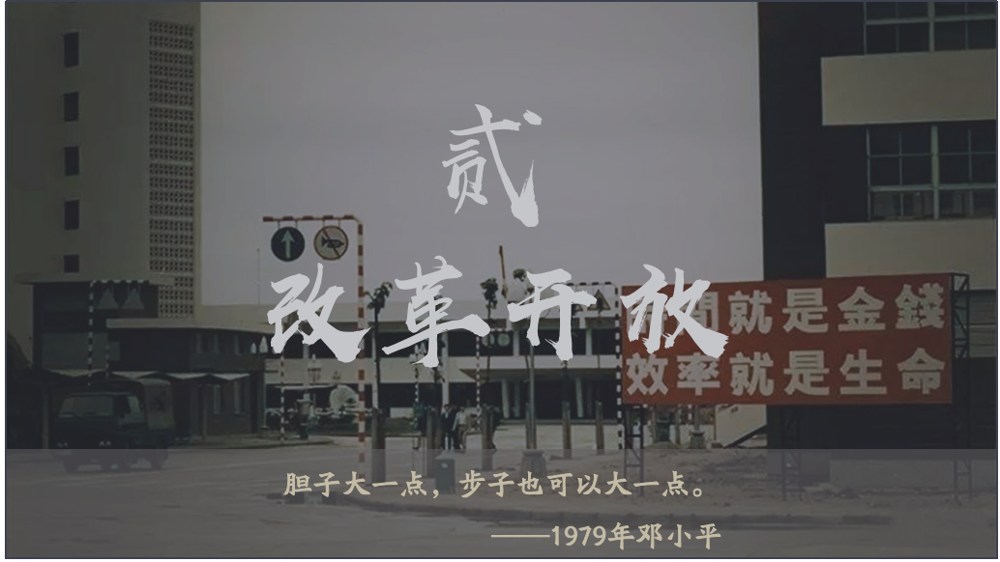 贰
改革开放
間就是金錢
效率就是生命
胆子大一点，步子也可以大一点。
——1979年邓小平